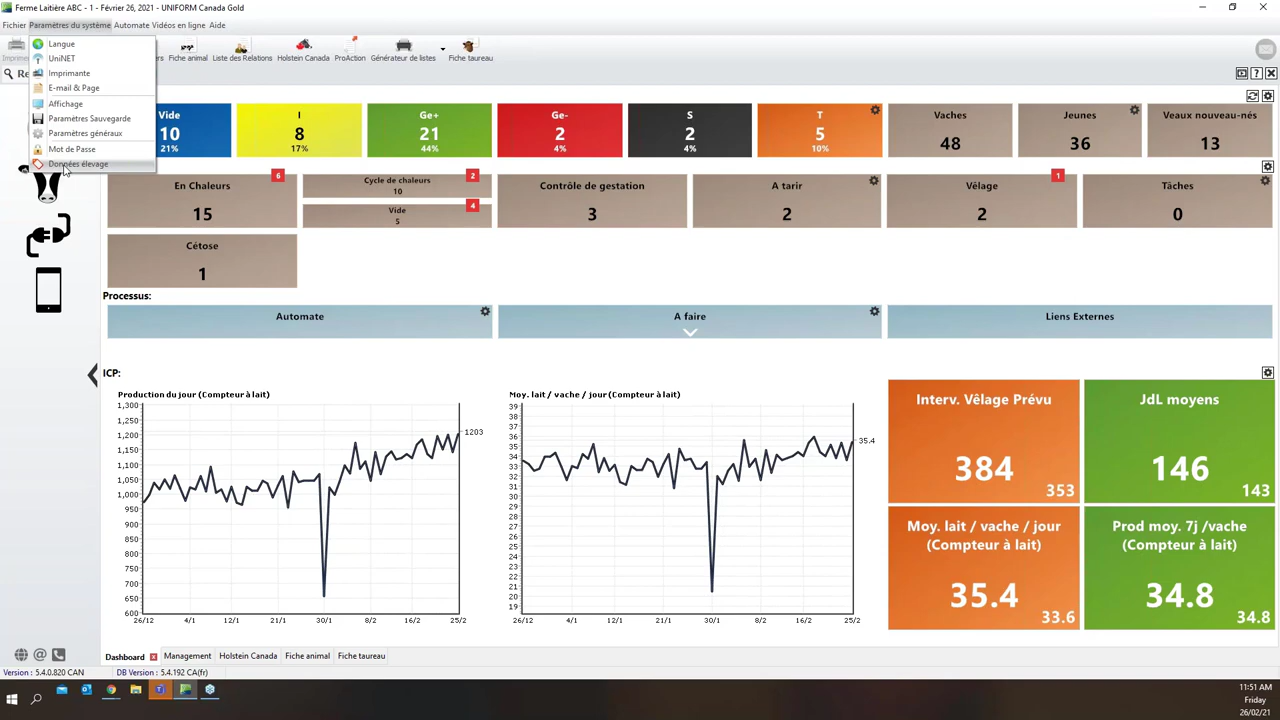 Ferme Laitière ABC - 1 - Février 26, 2021 - UNIFORM Canada Gold
Fichier Paramètres du système Automate Vidéos en ligne Aide
Langue
UniNET
Imprimante
E-mail & Page
Affichage
Paramètres Sauvegarde
Paramètres généraux
Mot de Passe
Données élevage
Fiche animal
Liste des Relations
Holstein Canada
ProAction
Générateur de listes
Fiche taureau
Vide
10
21%
I
8
17%
Ge+
21
44%
Ge-
2
4%
S
2
4%
T
5
10%
Vaches
48
Jeunes
36
Veaux nouveau-nés
13
En Chaleurs
6
15
Cycle de chaleurs
2
10
Vide
4
5
Contrôle de gestation
3
A tarir
2
Vêlage
1
2
Tâches
0
Cétose
1
Processus:
Automate
A faire
Liens Externes
ICP:
Production du jour (Compteur à lait)
1,300
1,250
1,200
1,150
1,100
1,050
1,000
950
900
850
800
750
700
650
600
1203
26/12 4/1 12/1 21/1 30/1 8/2 16/2 25/2
Moy. lait / vache / jour (Compteur à lait)
39
38
37
36
35
34
33
32
31
30
29
28
27
26
25
24
23
22
21
20
19
35.4
26/12 4/1 12/1 21/1 30/1 8/2 16/2 25/2
Interv. Vêlage Prévu
384
353
JdL moyens
146
143
Moy. lait / vache / jour
(Compteur à lait)
35.4
33.6
Prod moy. 7j /vache
(Compteur à lait)
34.8
34.8
Dashboard Management Holstein Canada Fiche animal Fiche taureau
Version : 5.4.0.820 CAN DB Version : 5.4.192 CA(fr)
11:51 AM
Friday
26/02/21